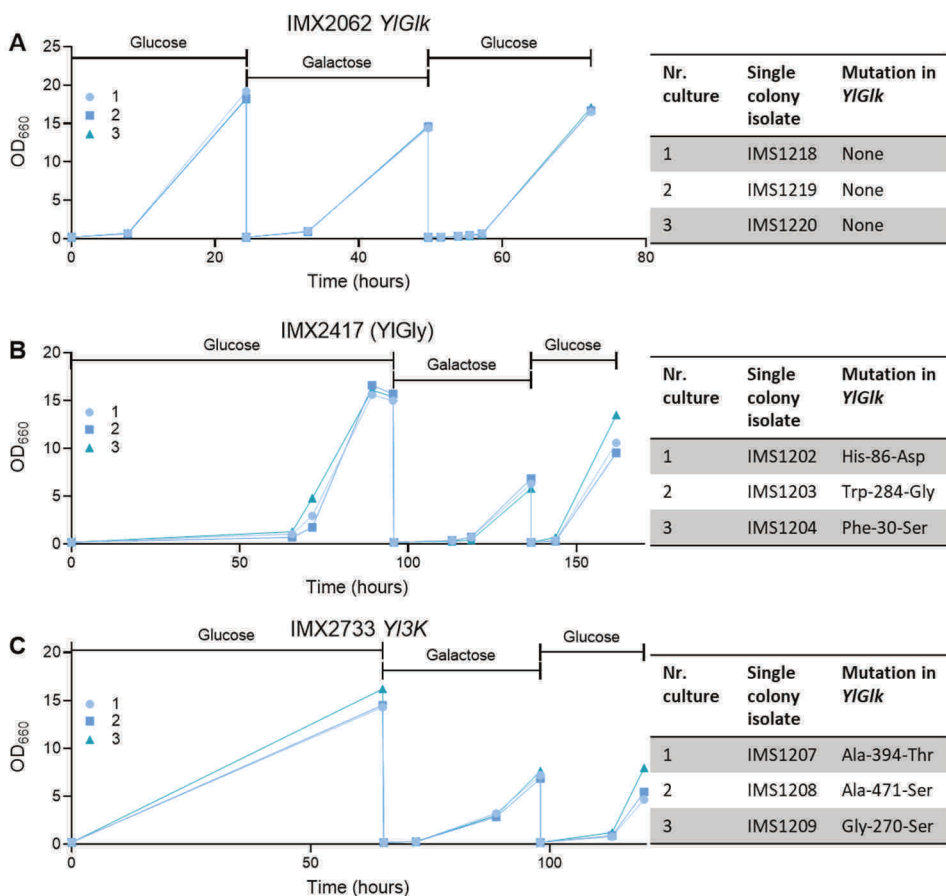 A
IMX2062 YlGlk
Glucose
Galactose
Glucose
25
20
15
10
5
0
OD660
1
2
3
0
20
40
60
80
Time (hours)
Nr. culture
Single colony isolate
Mutation in YlGlk
1 IMS1218 None
2 IMS1219 None
3 IMS1220 None
B
IMX2417 (YlGly)
Glucose
Galactose
Glucose
20
15
10
5
0
OD660
1
2
3
0
50
100
150
Time (hours)
Nr. culture
Single colony isolate
Mutation in YlGlk
1 IMS1202 His-86-Asp
2 IMS1203 Trp-284-Gly
3 IMS1204 Phe-30-Ser
C
IMX2733 Yl3K
Glucose
Galactose
Glucose
20
15
10
5
0
OD660
1
2
3
0
50
100
Time (hours)
Nr. culture
Single colony isolate
Mutation in YlGlk
1 IMS1207 Ala-394-Thr
2 IMS1208 Ala-471-Ser
3 IMS1209 Gly-270-Ser